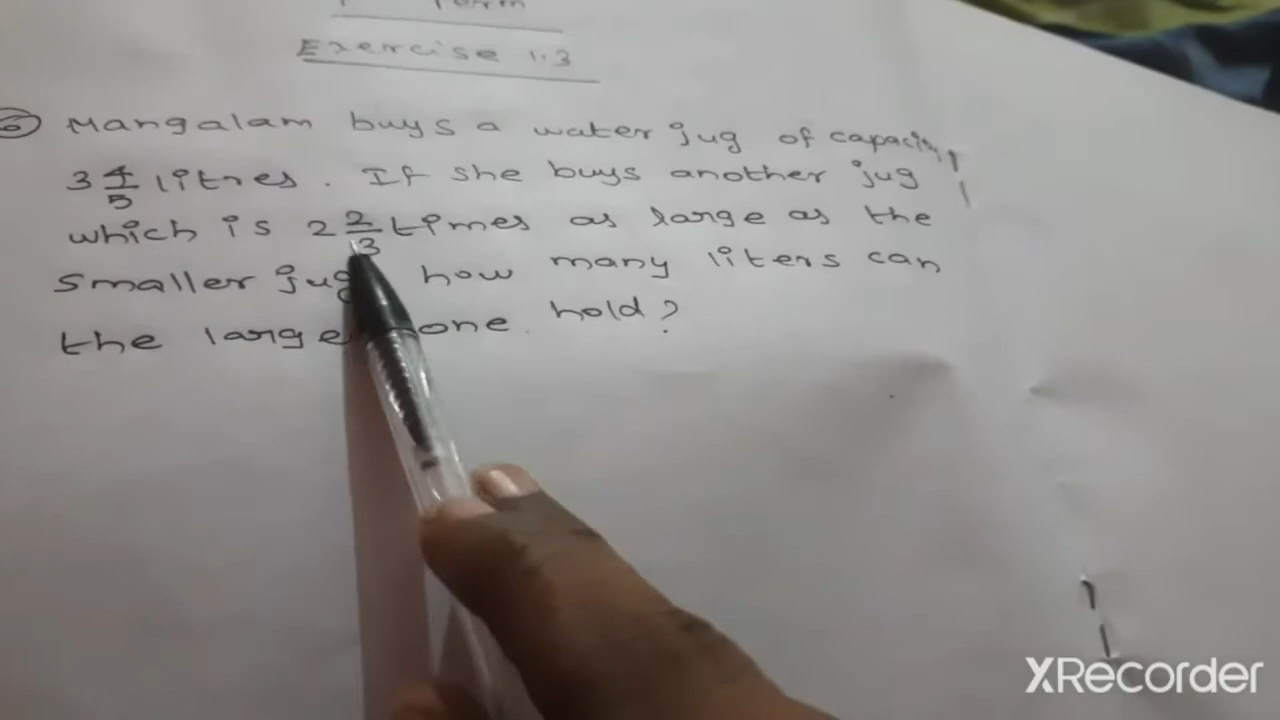 Exercise 1.3
6 Mangalam buys a water jug of capacity
3 4/5 litres. If she buys another jug
which is 2 2/3 times as large as the
smaller jug how many liters can
the large one hold?
XRecorder